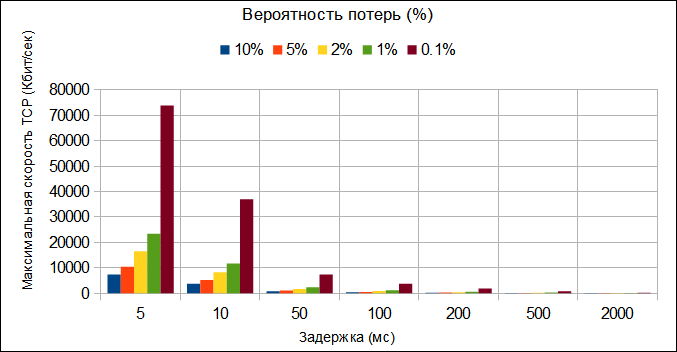 Вероятность потерь (%)
10% 5% 2% 1% 0.1%
Максимальная скорость TCP (Кбит/сек)
80000
70000
60000
50000
40000
30000
20000
10000
0
5 10 50 100 200 500 2000
Задержка (мс)